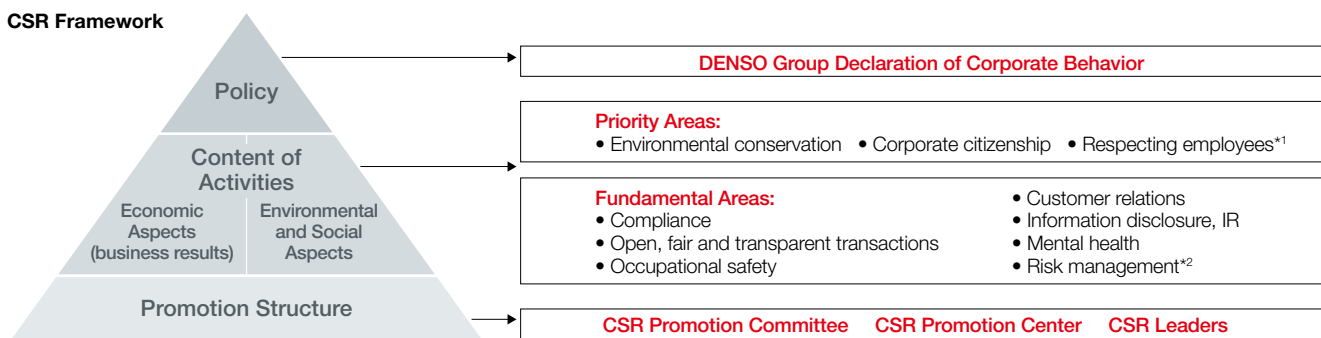 CSR Framework
Policy
DENSO Group Declaration of Corporate Behavior
Content of
Activities
Economic
Aspects
(business results)
Environmental
and Social
Aspects
Priority Areas:
• Environmental conservation • Corporate citizenship • Respecting employees*1
Fundamental Areas:
• Compliance
• Open, fair and transparent transactions
• Occupational safety
• Customer relations
• Information disclosure, IR
• Mental health
• Risk management*2
Promotion Structure
CSR Promotion Committee CSR Promotion Center CSR Leaders